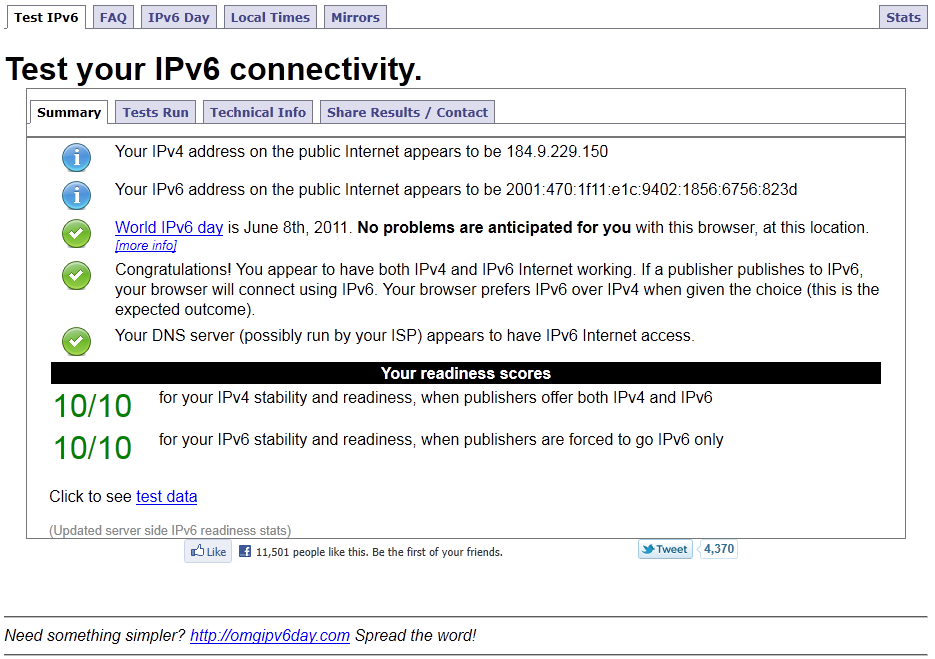 Test IPv6 FAQ IPv6 Day Local Times Mirrors Stats
Test your IPv6 connectivity.
Summary Tests Run Technical Info Share Results / Contact
Your IPv4 address on the public Internet appears to be 184.9.229.150
Your IPv6 address on the public Internet appears to be 2001:470:1f11:e1c:9402:1856:6756:823d
World IPv6 day is June 8th, 2011. No problems are anticipated for you with this browser, at this location.
[more info]
Congratulations! You appear to have both IPv4 and IPv6 Internet working. If a publisher publishes to IPv6,
your browser will connect using IPv6. Your browser prefers IPv6 over IPv4 when given the choice (this is the
expected outcome).
Your DNS server (possibly run by your ISP) appears to have IPv6 Internet access.
Your readiness scores
10/10 for your IPv4 stability and readiness, when publishers offer both IPv4 and IPv6
10/10 for your IPv6 stability and readiness, when publishers are forced to go IPv6 only
Click to see test data
(Updated server side IPv6 readiness stats)
Like 11,501 people like this. Be the first of your friends. Tweet 4,370
Need something simpler? http://omgipv6day.com Spread the word!